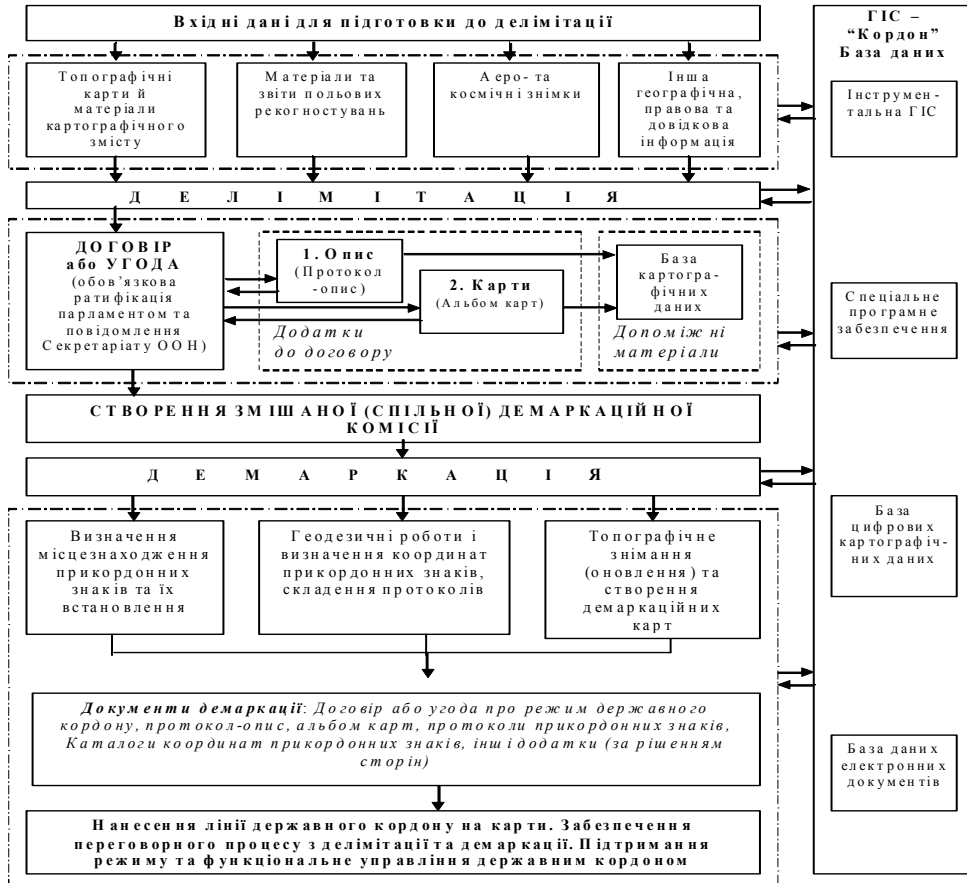 Вхідні дані для підготовки до делімітації
Топографічні
карти й
матеріали
картографічного
змісту
Матеріали та
звіти польових
рекогностувань
Аеро- та
космічні знімки
Інша
географічна,
правова та
довідкова
інформація
ДЕЛІМІТАЦІЯ
ДОГОВІР
або УГОДА
(обов’язкова
ратифікація
парламентом та
повідомлення
Секретаріату ООН)
1. Опис
(Протокол
-опис)
2. Карти
(Альбом карт)
Додатки
до договору
База
картогра-
фічних
даних
Допоміжні
матеріали
СТВОРЕННЯ ЗМІШАНОЇ (СПІЛЬНОЇ) ДЕМАРКАЦІЙНОЇ
КОМІСІЇ
ДЕМАРКАЦІЯ
Визначення
місцезнаходження
прикордонних
знаків та їх
встановлення
Геодезичні роботи і
визначення координат
прикордонних знаків,
складення протоколів
Топографічне
знімання
(оновлення) та
створення
демаркаційних
карт
Документи демаркації: Договір або угода про режим державного
кордону, протокол-опис, альбом карт, протоколи прикордонних знаків,
Каталоги координат прикордонних знаків, інші додатки (за рішенням
сторін)
Нанесення лінії державного кордону на карти. Забезпечення
переговорного процесу з делімітації та демаркації. Підтримання
режиму та функціональне управління державним кордоном
ГІС –
“Кордон”
База даних
Інструмен-
тальна ГІС
Спеціальне
програмне
забезпечення
База
цифрових
картографіч-
них даних
База даних
електронних
документів